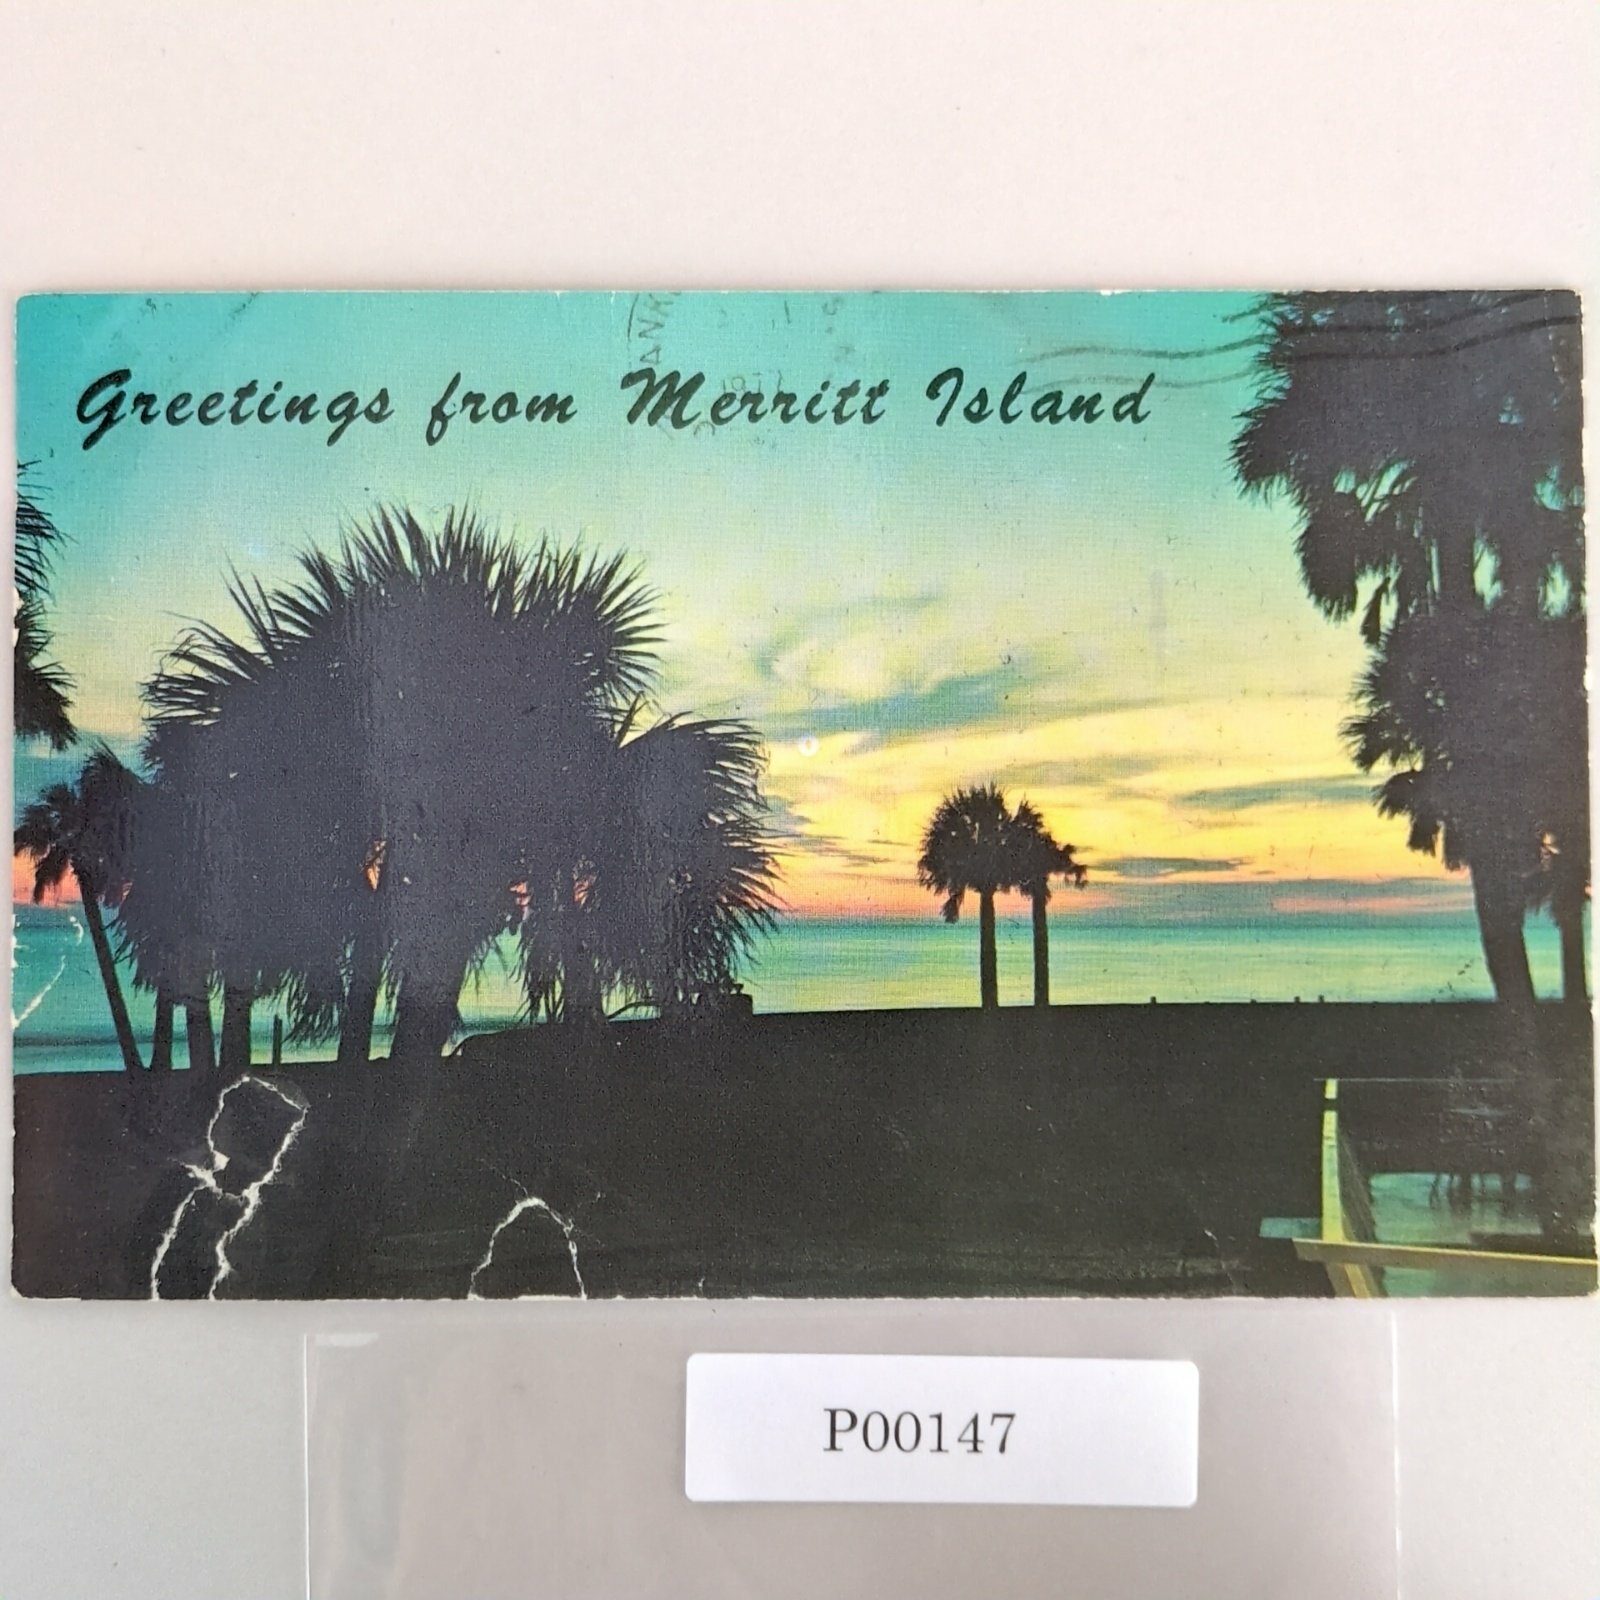 Greetings from Merritt Island
P00147